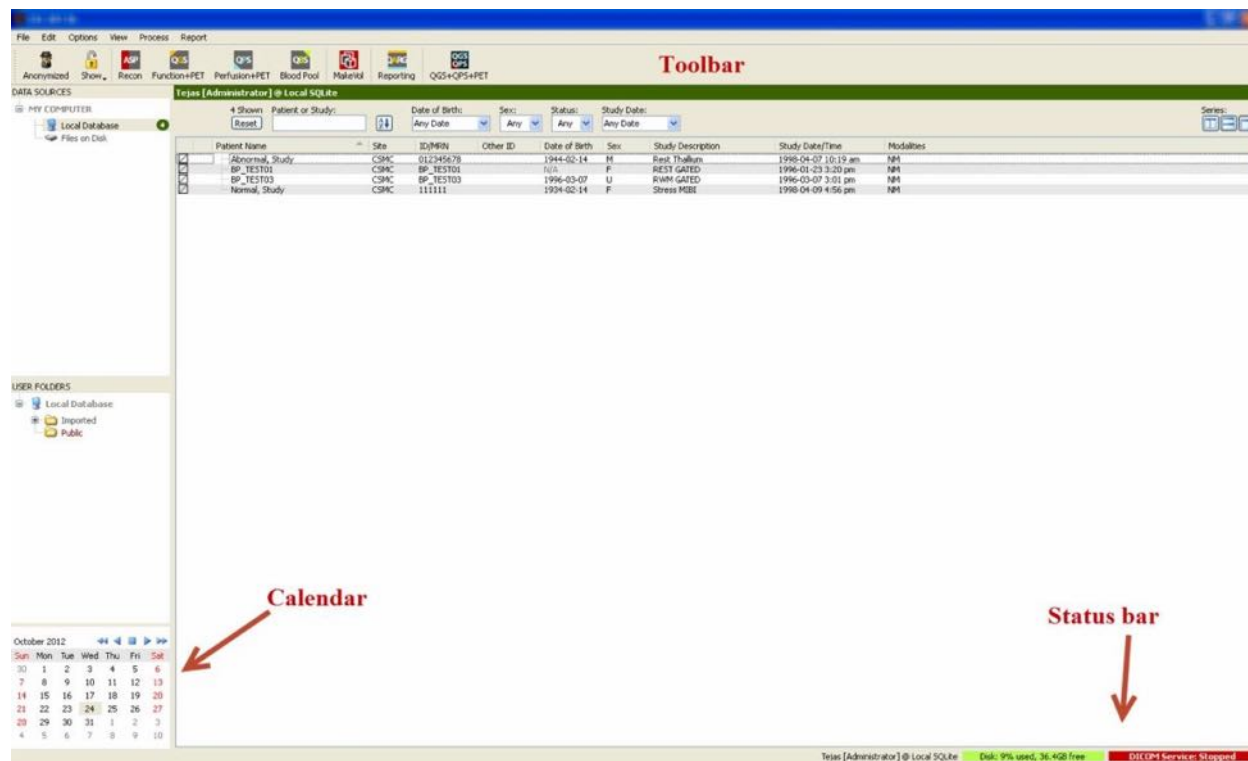 File Edit Options View Process Report
ASP QGS QPS QBS QGS QPS
Anonymized Show Recon Function+PET Perfusion+PET Blood Pool MakeVol Reporting QGS+QPS+PET
Toolbar
DATA SOURCES
MY COMPUTER
Local Database 4
Files on Disk
Tejas [Administrator] @ Local SQLite
4 Shown Patient or Study: Date of Birth: Sex: Status: Study Date: Series:
Reset Any Date Any Any Any Date
Patient Name Site ID/MRN Other ID Date of Birth Sex Study Description Study Date/Time Modalities
Abnormal, Study CSMC 012345678 1944-02-14 M Rest Thallium 1998-04-07 10:19 am NM
BP_TEST01 CSMC BP_TEST01 N/A F REST GATED 1996-01-23 3:20 pm NM
BP_TEST03 CSMC BP_TEST03 1996-03-07 U RWM GATED 1996-03-07 3:01 pm NM
Normal, Study CSMC 111111 1934-02-14 F Stress MIBI 1998-04-09 4:56 pm NM
USER FOLDERS
Local Database
Imported
Public
Calendar
Status bar
October 2012
Sun Mon Tue Wed Thu Fri Sat
30 1 2 3 4 5 6
7 8 9 10 11 12 13
14 15 16 17 18 19 20
21 22 23 24 25 26 27
28 29 30 31 1 2 3
4 5 6 7 8 9 10
Tejas [Administrator] @ Local SQLite Disk: 9% used, 36.4GB free DICOM Service: Stopped